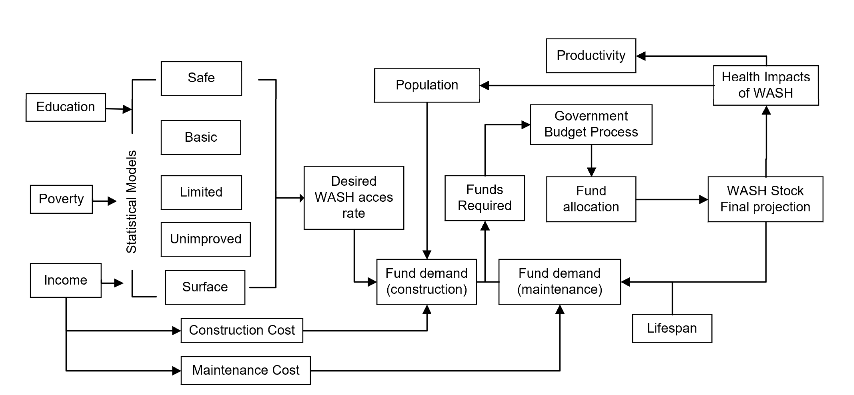 Productivity
Health Impacts
of WASH
Safe
Population
Education
Government
Budget Process
Basic
Statistical Models
Desired
WASH acces
rate
Limited
Poverty
Funds
Required
Fund
allocation
WASH Stock
Final projection
Unimproved
Income
Surface
Fund demand
(construction)
Fund demand
(maintenance)
Construction Cost
Lifespan
Maintenance Cost